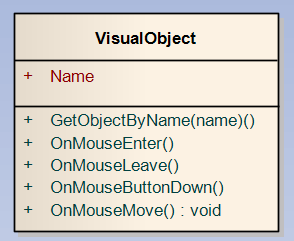 VisualObject
+ Name
+ GetObjectByName(name)()
+ OnMouseEnter()
+ OnMouseLeave()
+ OnMouseButtonDown()
+ OnMouseMove() : void